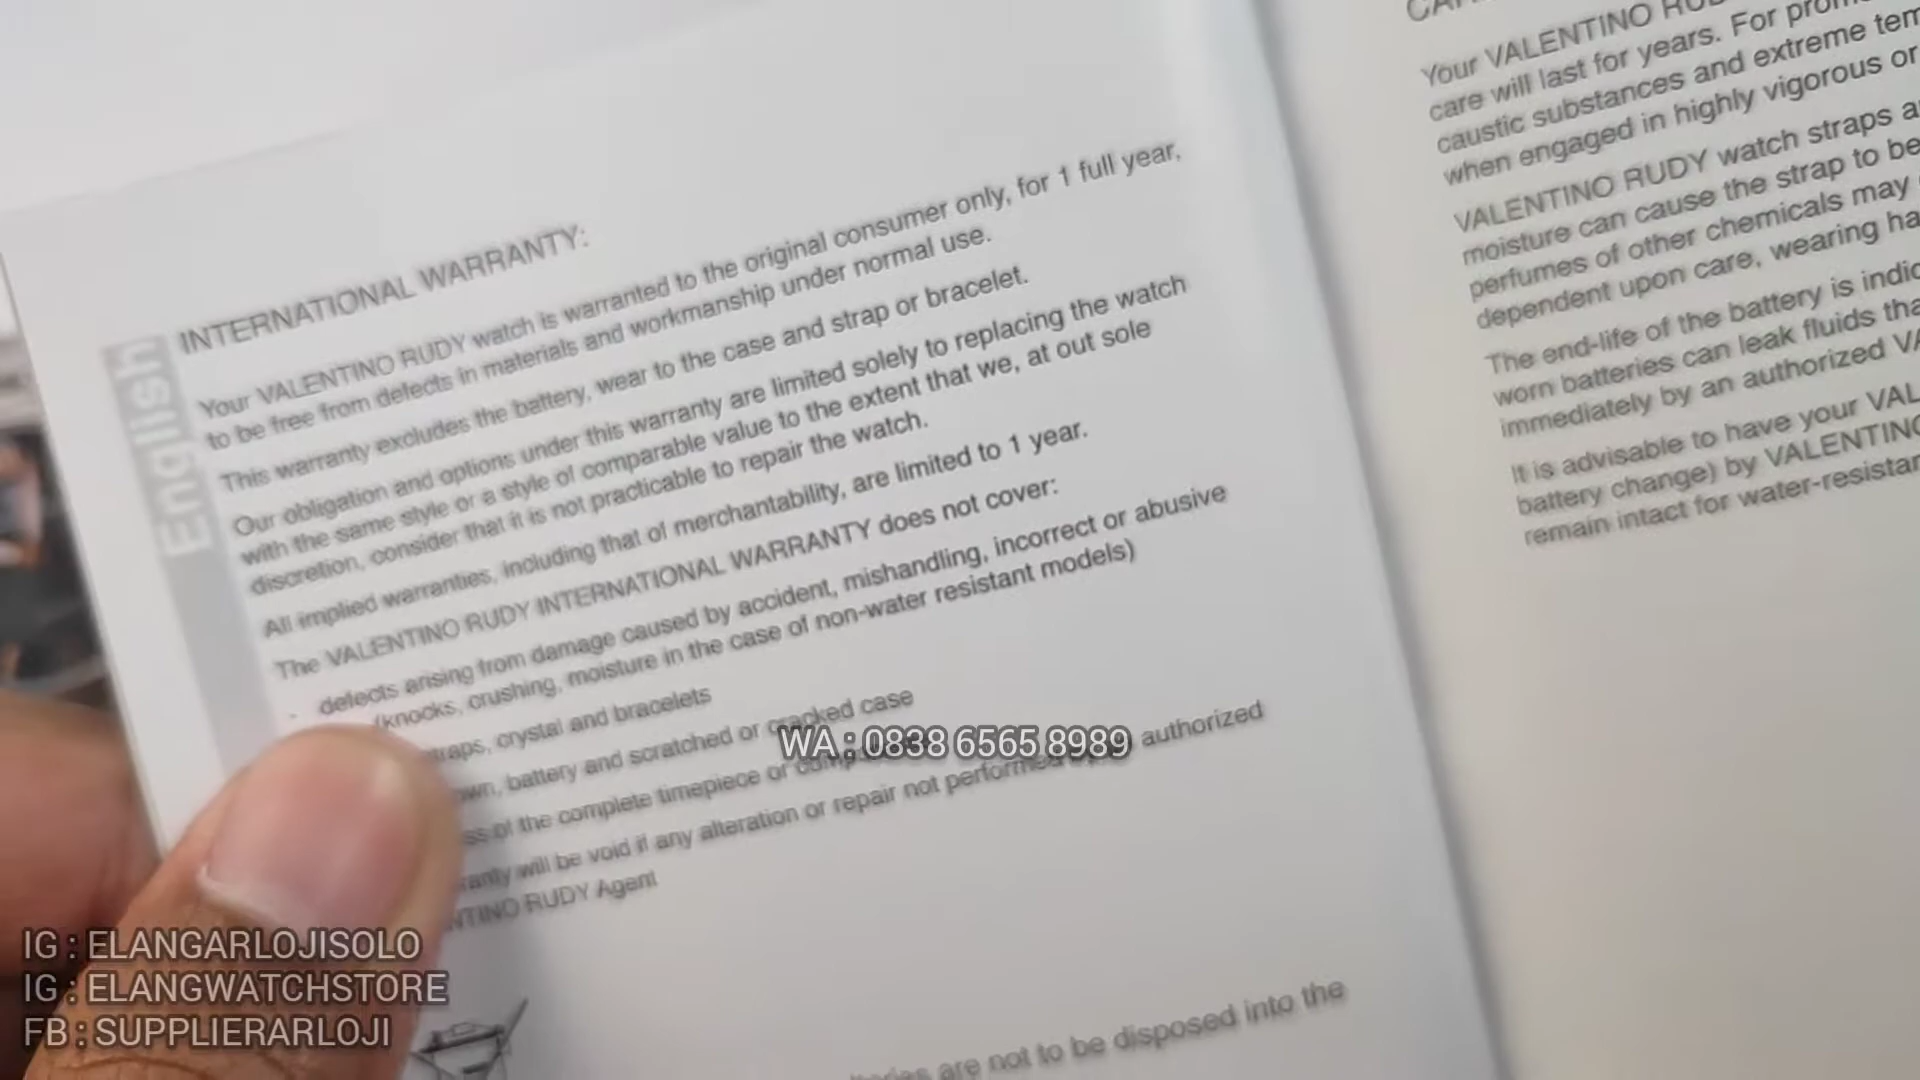 INTERNATIONAL WARRANTY:
English
Your VALENTINO RUDY watch is warranted to the original consumer only, for 1 full year,
to be free from defects in materials and workmanship under normal use.
This warranty excludes the battery, wear to the case and strap or bracelet.
Our obligation and options under this warranty are limited solely to replacing the watch
with the same style or a style of comparable value to the extent that we, at out sole
discretion, consider that it is not practicable to repair the watch.
All implied warranties, including that of merchantability, are limited to 1 year.
The VALENTINO RUDY INTERNATIONAL WARRANTY does not cover:
- defects arising from damage caused by accident, mishandling, incorrect or abusive
(knocks, crushing, moisture in the case of non-water resistant models)
traps, crystal and bracelets
wn, battery and scratched or cracked case
ss of the complete timepiece or
ranty will be void if any alteration or repair not performed authorized
NTINO RUDY Agent
are not to be disposed into the
Your VALENTINO
care will last for years. For
caustic substances and extreme
when engaged in highly vigorous or
VALENTINO RUDY watch straps
moisture can cause the strap to be
perfumes of other chemicals may
dependent upon care, wearing
The end-life of the battery is
worn batteries can leak fluids
immediately by an authorized
It is advisable to have your
battery change) by VALENTINO
remain intact for
WA : 0838 6565 8989
IG : ELANGARLOJISOLO
IG : ELANGWATCHSTORE
FB : SUPPLIERARLOJI